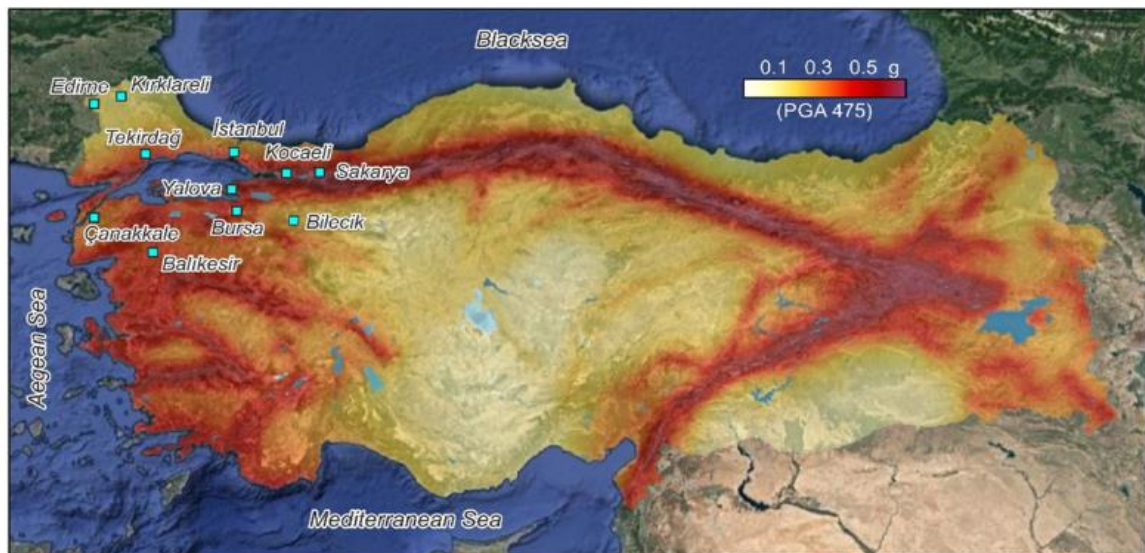 Blacksea
0.1 0.3 0.5 g
(PGA 475)
Edirne
Kırklareli
Tekirdağ
İstanbul
Kocaeli
Sakarya
Yalova
Bursa
Bilecik
Çanakkale
Balıkesir
Aegean Sea
Mediterranean Sea